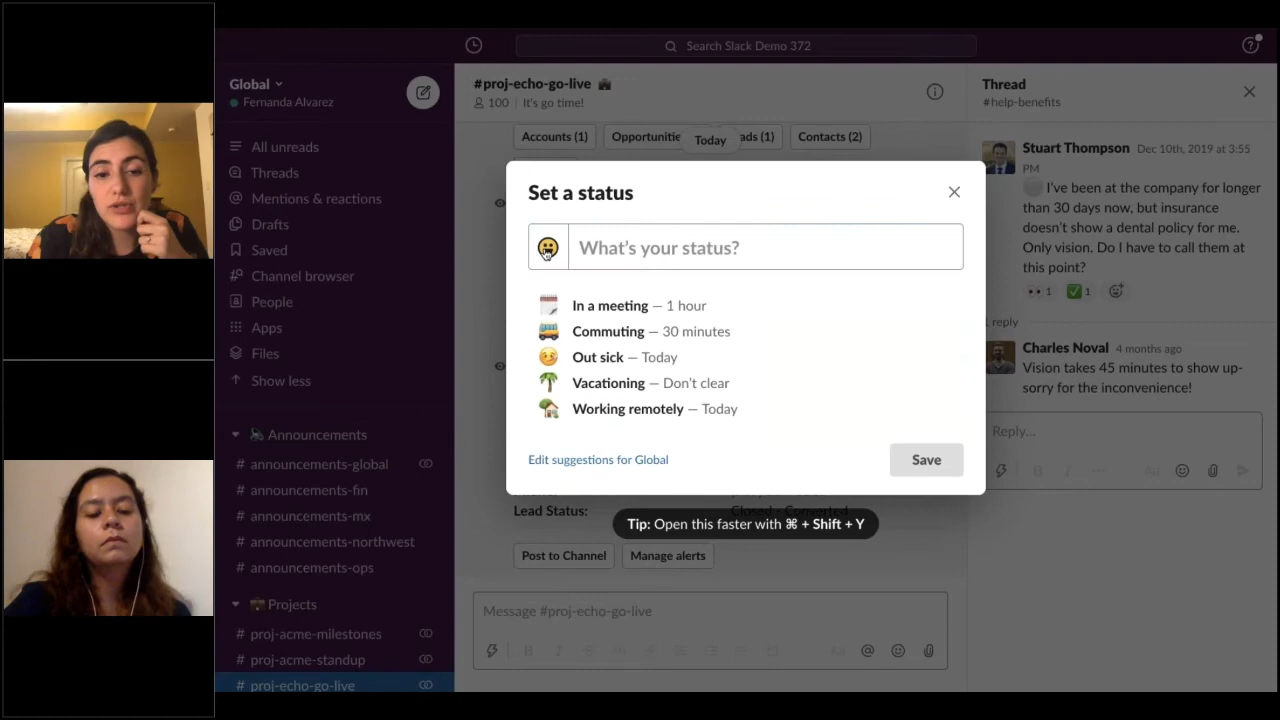 Search Slack Demo 372
Global
Fernanda Alvarez
All unreads
Threads
Mentions & reactions
Drafts
Saved
Channel browser
People
Apps
Files
Show less
Announcements
# announcements-global
# announcements-fin
# announcements-mx
# announcements-northwest
# announcements-ops
Projects
# proj-acme-milestones
# proj-acme-standup
# proj-echo-go-live
#proj-echo-go-live
100 | It's go time!
Accounts (1) Opportunitie ads (1) Contacts (2)
Today
Set a status
What's your status?
In a meeting — 1 hour
Commuting — 30 minutes
Out sick — Today
Vacationing — Don't clear
Working remotely — Today
Edit suggestions for Global
Save
Lead Status: Closed - Converted
Tip: Open this faster with ⌘ + Shift + Y
Post to Channel Manage alerts
Message #proj-echo-go-live
Thread
#help-benefits
Stuart Thompson Dec 10th, 2019 at 3:55
PM
I've been at the company for longer
than 30 days now, but insurance
doesn't show a dental policy for me.
Only vision. Do I have to call them at
this point?
1 1
reply
Charles Noval 4 months ago
Vision takes 45 minutes to show up-
sorry for the inconvenience!
Reply...